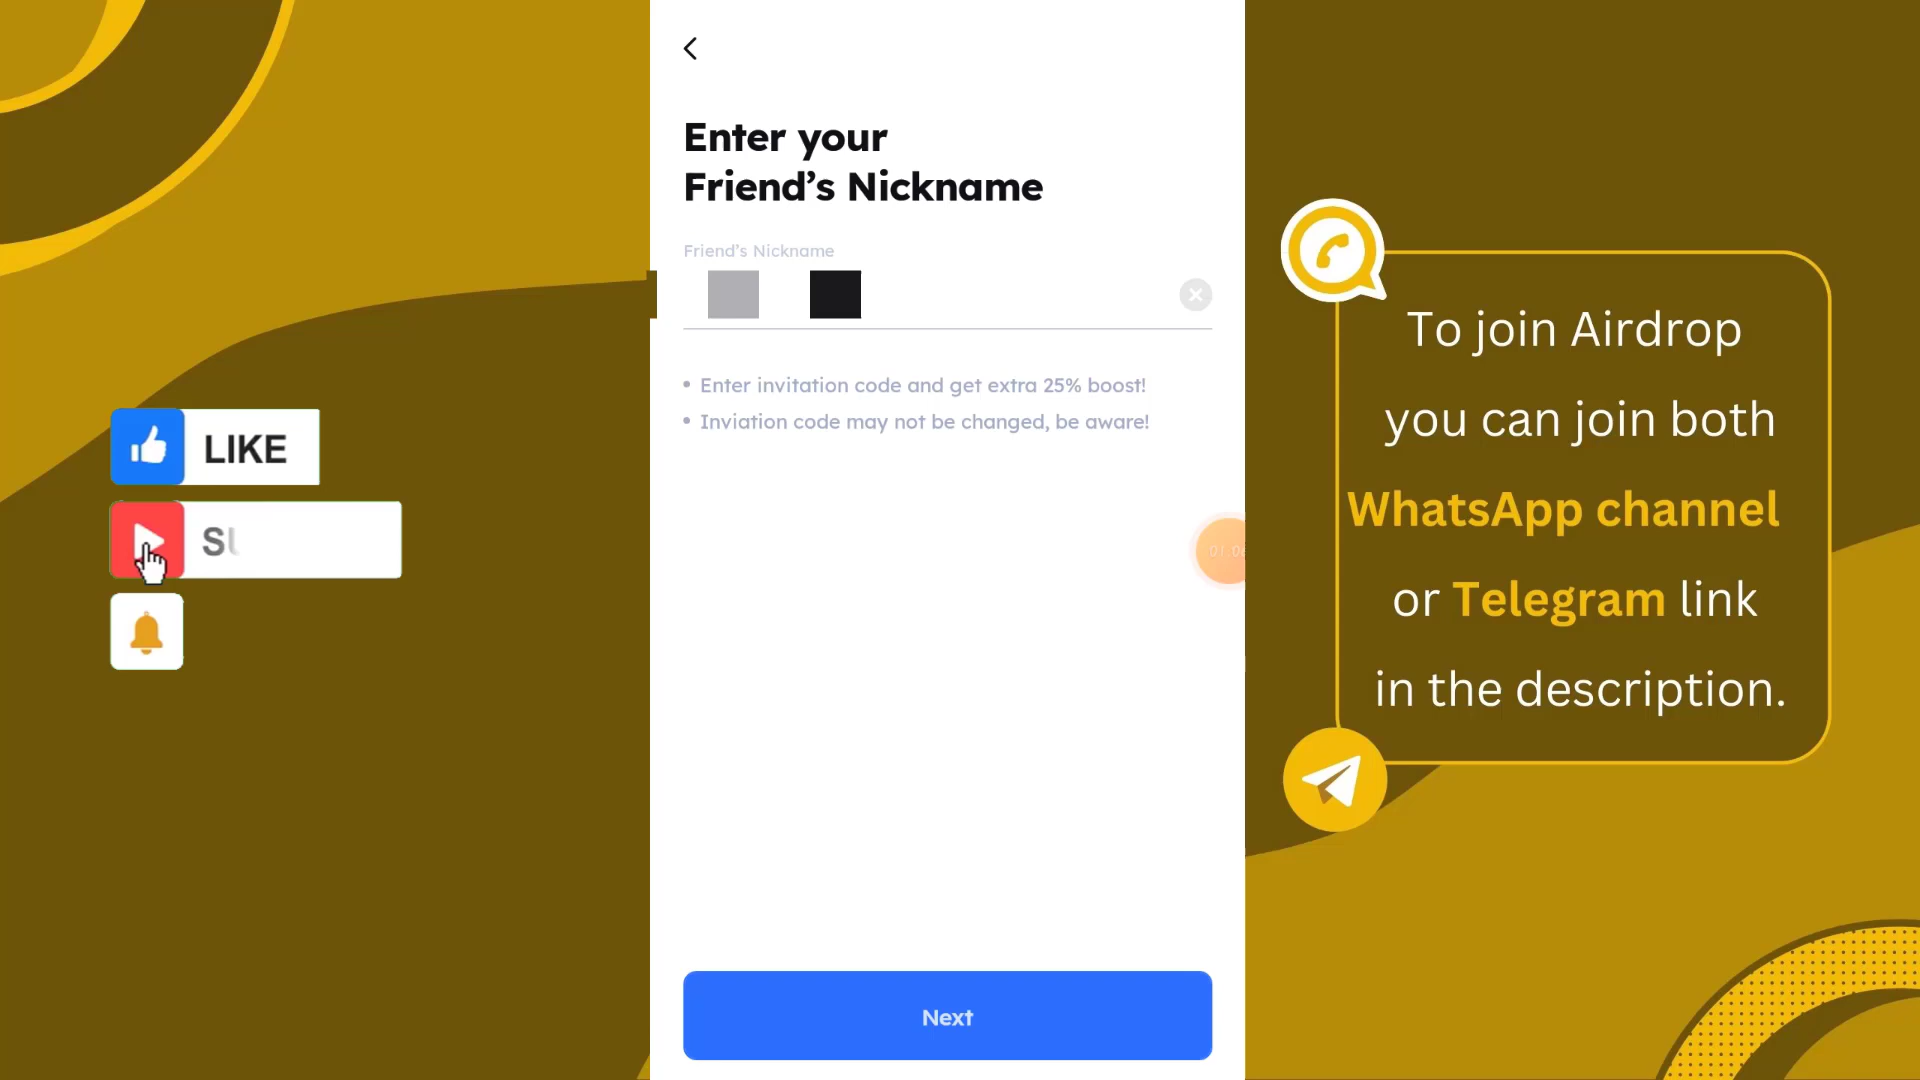 Enter your
Friend's Nickname
Friend's Nickname
• Enter invitation code and get extra 25% boost!
• Inviation code may not be changed, be aware!
Next
LIKE
To join Airdrop
you can join both
WhatsApp channel
or Telegram link
in the description.